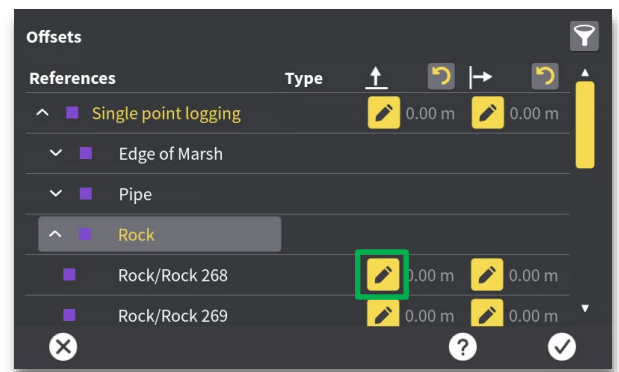 Offsets
References Type
Single point logging 0.00 m 0.00 m
Edge of Marsh
Pipe
Rock
Rock/Rock 268 0.00 m 0.00 m
Rock/Rock 269 0.00 m 0.00 m
?